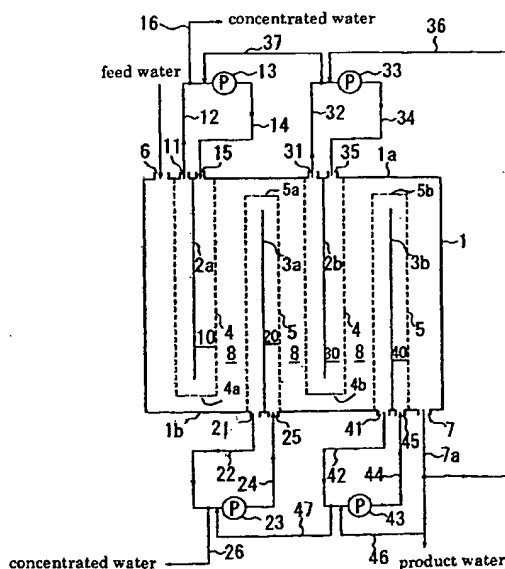 16 concentrated water
37 36
feed water 13 33
P P
12 14 32 34
6 11 15 31 35 1a
5a 5b
1
2a 3a 2b 3b
4 5 4 5
10 8 20 8 30 8 40
4a 4b
1b 21 25 41 45 7
22 24 42 44 7a
P P
23 47 43
26 46
concentrated water product water